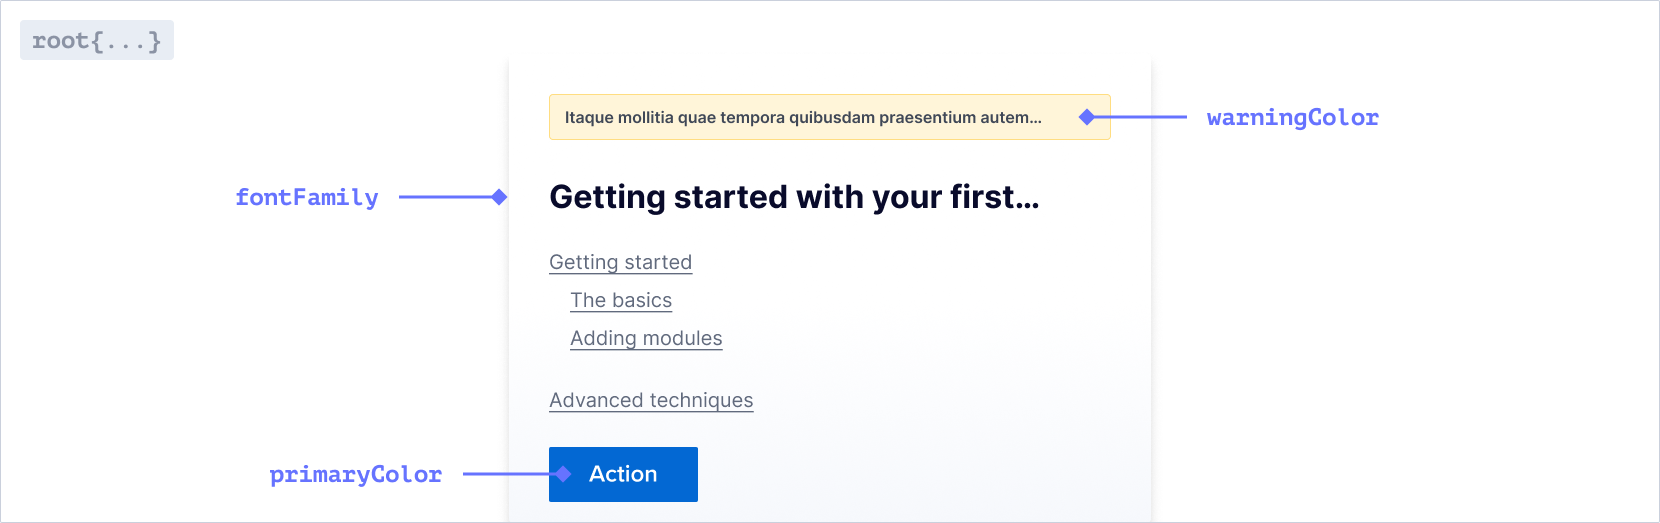 root{...}
Itaque mollitia quae tempora quibusdam praesentium autem...
warningColor
fontFamily
Getting started with your first...
Getting started
The basics
Adding modules
Advanced techniques
primaryColor
Action